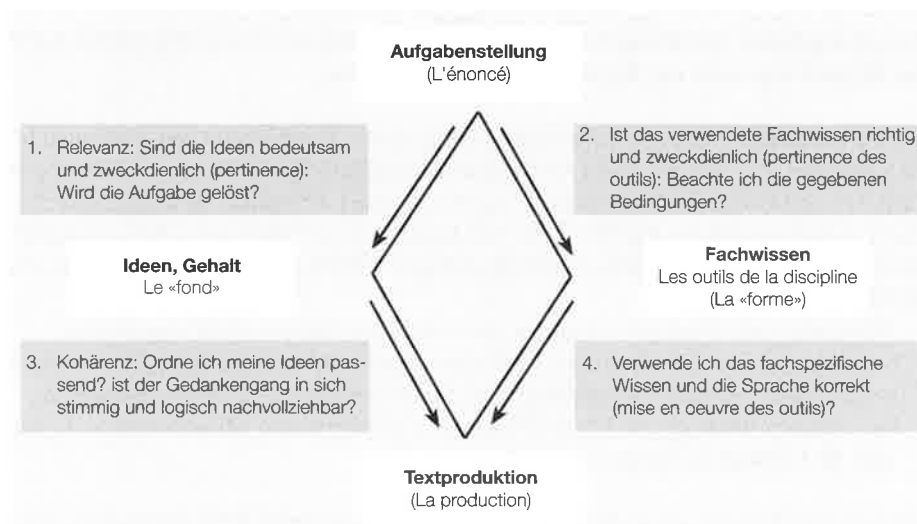 Aufgabenstellung
(L'énoncé)
1. Relevanz: Sind die Ideen bedeutsam
und zweckdienlich (pertinence):
Wird die Aufgabe gelöst?
2. Ist das verwendete Fachwissen richtig
und zweckdienlich (pertinence des
outils): Beachte ich die gegebenen
Bedingungen?
Ideen, Gehalt
Le «fond»
Fachwissen
Les outils de la discipline
(La «forme»)
3. Kohärenz: Ordne ich meine Ideen pas-
send? ist der Gedankengang in sich
stimmig und logisch nachvollziehbar?
4. Verwende ich das fachspezifische
Wissen und die Sprache korrekt
(mise en oeuvre des outils)?
Textproduktion
(La production)